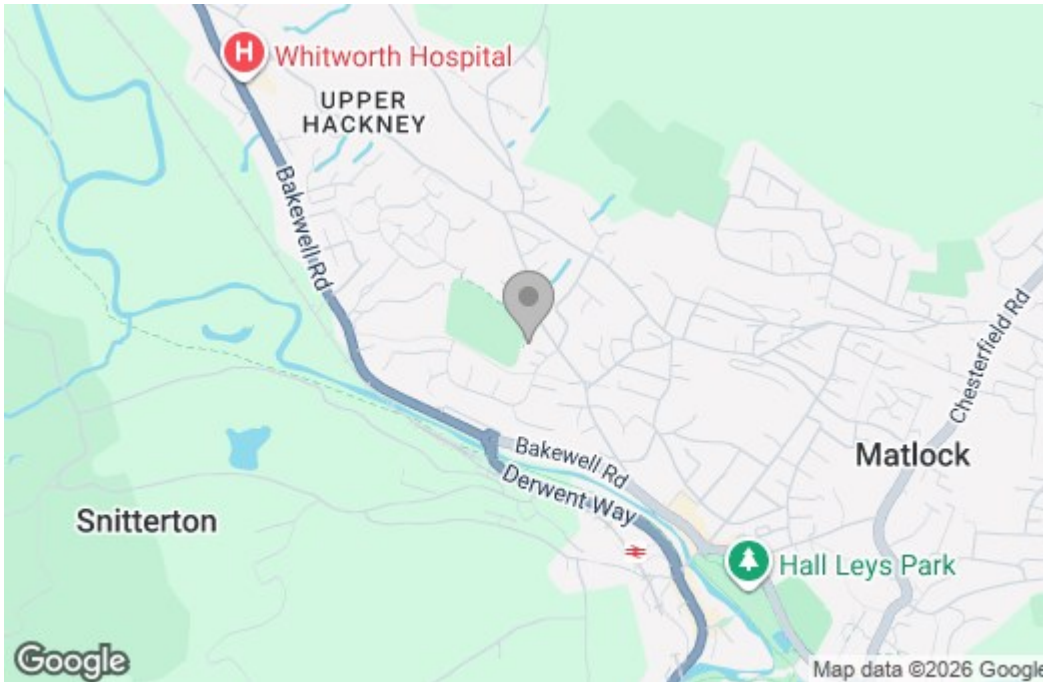 H Whitworth Hospital
UPPER
HACKNEY
Bakewell Rd
Chesterfield Rd
Bakewell Rd
Matlock
Derwent Way
Snitterton
Hall Leys Park
Google
Map data ©2026 Google